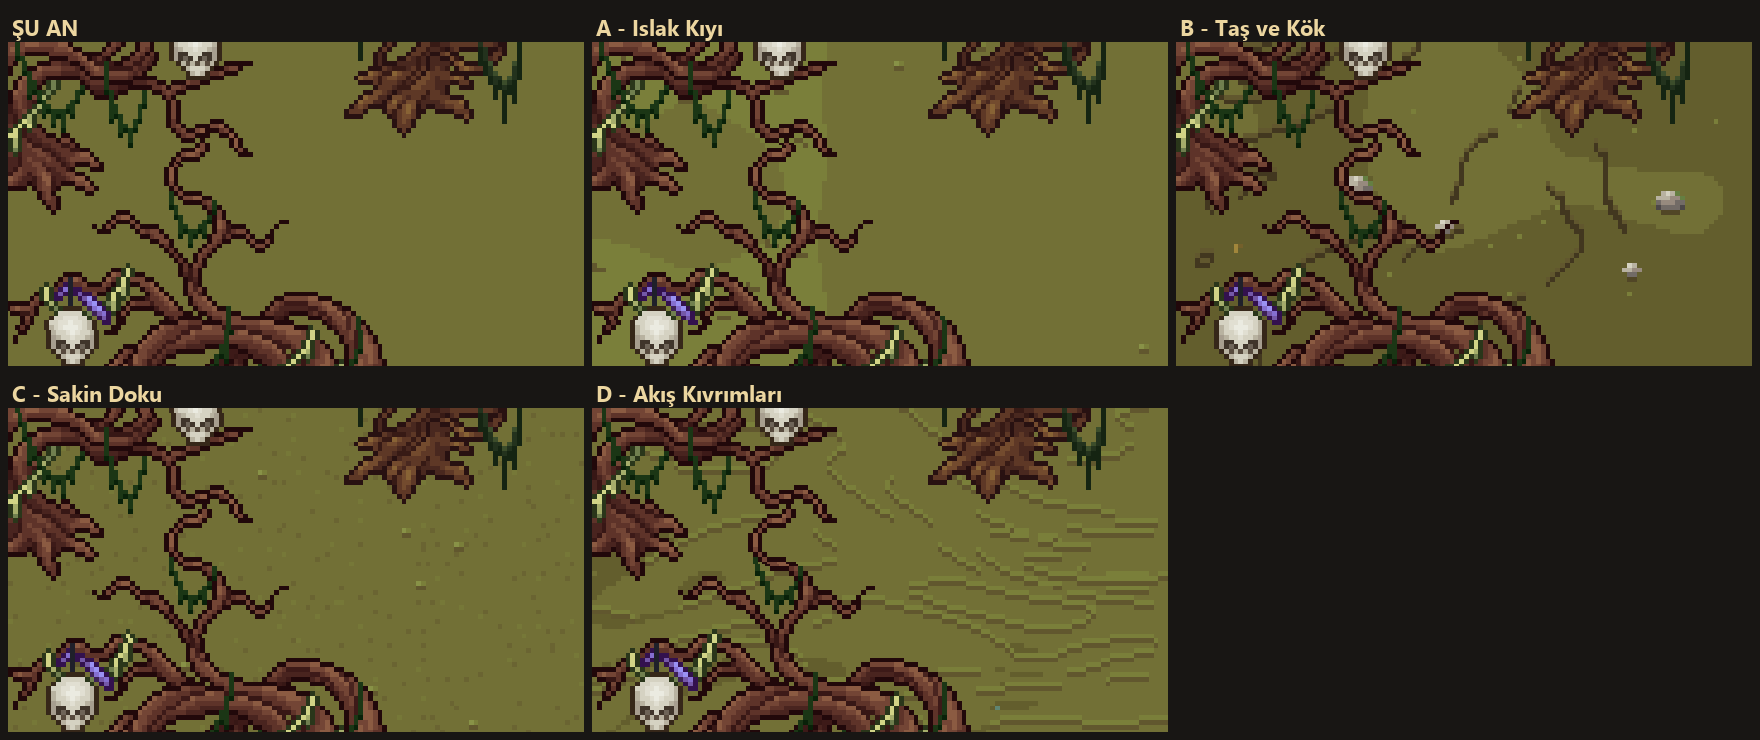 ŞU AN
A - Islak Kıyı
B - Taş ve Kök
C - Sakin Doku
D - Akış Kıvrımları